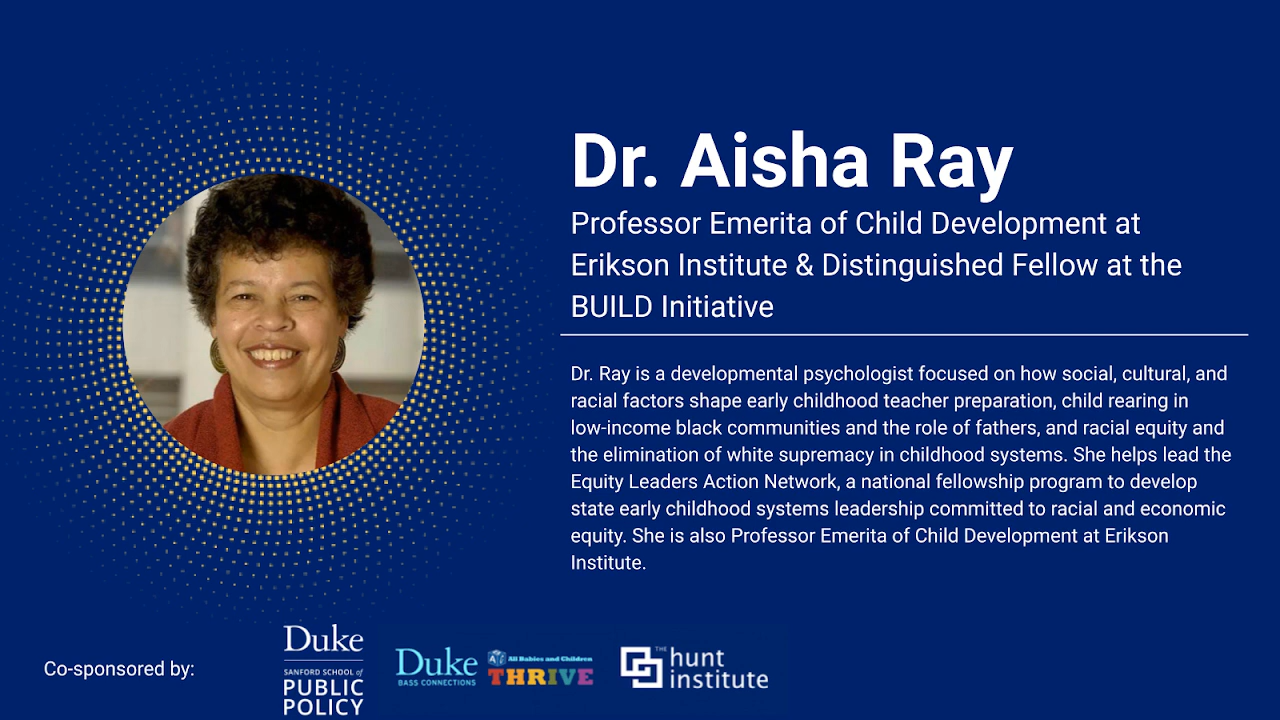 Dr. Aisha Ray
Professor Emerita of Child Development at
Erikson Institute & Distinguished Fellow at the
BUILD Initiative
Dr. Ray is a developmental psychologist focused on how social, cultural, and
racial factors shape early childhood teacher preparation, child rearing in
low-income black communities and the role of fathers, and racial equity and
the elimination of white supremacy in childhood systems. She helps lead the
Equity Leaders Action Network, a national fellowship program to develop
state early childhood systems leadership committed to racial and economic
equity. She is also Professor Emerita of Child Development at Erikson
Institute.
Co-sponsored by:
Duke
SANFORD SCHOOL of
PUBLIC
POLICY
Duke
BASS CONNECTIONS
All Babies and Children
THRIVE
THE hunt
institute